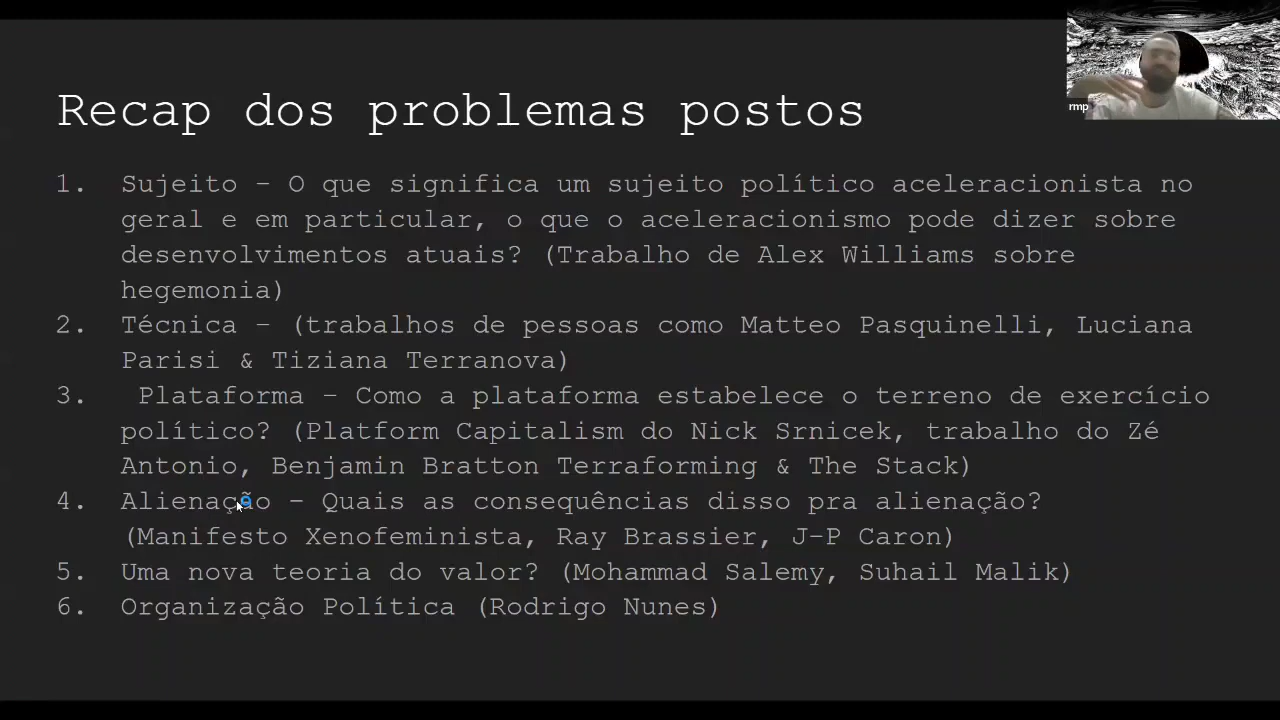 Recap dos problemas postos
rmp
1. Sujeito – O que significa um sujeito político aceleracionista no
geral e em particular, o que o aceleracionismo pode dizer sobre
desenvolvimentos atuais? (Trabalho de Alex Williams sobre
hegemonia)
2. Técnica – (trabalhos de pessoas como Matteo Pasquinelli, Luciana
Parisi & Tiziana Terranova)
3. Plataforma – Como a plataforma estabelece o terreno de exercício
político? (Platform Capitalism do Nick Srnicek, trabalho do Zé
Antonio, Benjamin Bratton Terraforming & The Stack)
4. Alienação – Quais as consequências disso pra alienação?
(Manifesto Xenofeminista, Ray Brassier, J-P Caron)
5. Uma nova teoria do valor? (Mohammad Salemy, Suhail Malik)
6. Organização Política (Rodrigo Nunes)